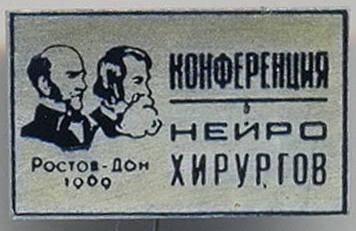 КОНФЕРЕНЦИЯ
НЕЙРО
ХИРУРГОВ
РОСТОВ-ДОН
1969